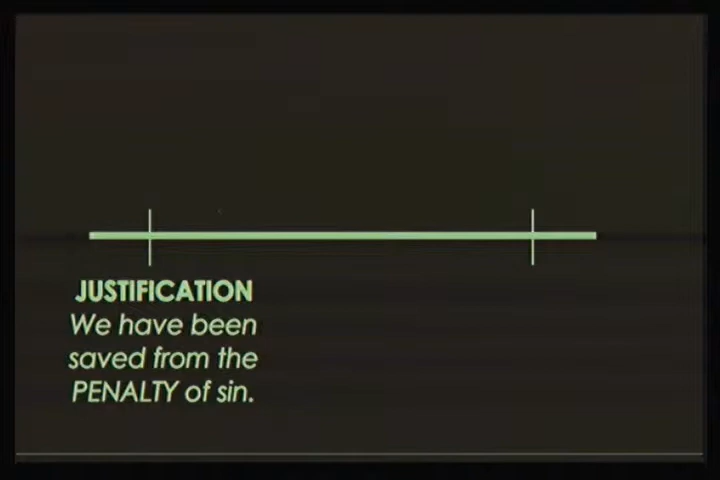 JUSTIFICATION
We have been
saved from the
PENALTY of sin.